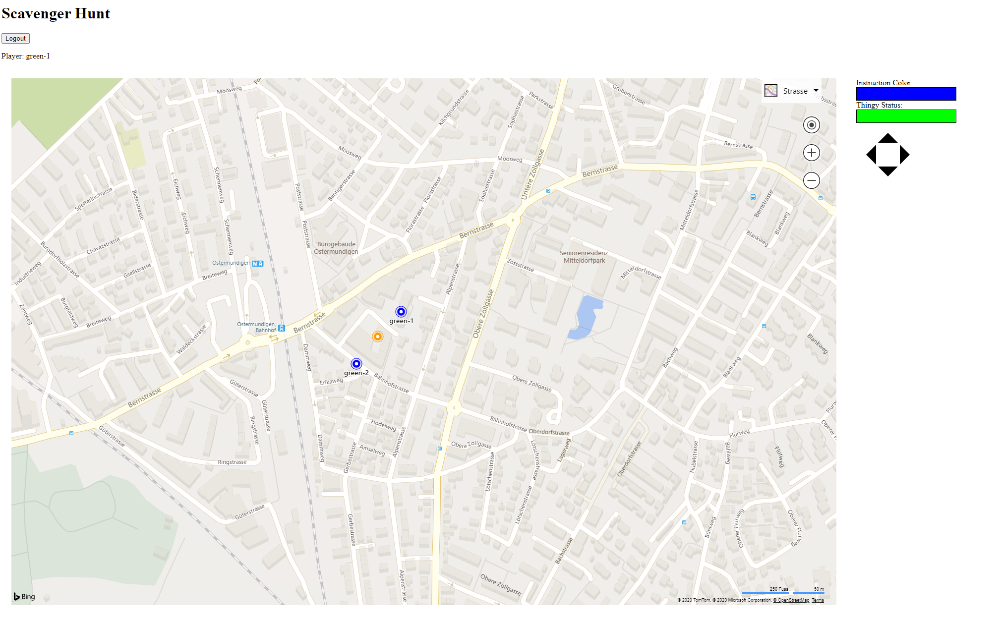 Scavenger Hunt
Logout
Player: green-1
Instruction Color:
Thingy Status:
Strasse
Moosweg
Kilchgrundstrasse
Sophiestrasse
Parkstrasse
Grubenstrasse
Bernstrasse
Moosweg
Moosweg
Untere Zollgasse
Bernstrasse
Schermenweg
Eichweg
Poststrasse
Bantigerstrasse
Florastrasse
Sophiestrasse
Spelterinistrasse
Biderstrasse
Mitteldorfstrasse
Bernstrasse
Blankweg
Eichweg
Schermenweg
Poststrasse
Florastrasse
Bernstrasse
Blankweg
Burgdorfholzstrasse
Chavezstrasse
Bürogebäude
Ostermundigen
Seniorenresidenz
Mitteldorfpark
Industrieweg
Gsellstrasse
Ostermundigen
M
Breiteweg
Alpenstrasse
Zossstrasse
Mitteldorfstrasse
Zentweg
Burgfeldweg
Breiteweg
Waldeckstrasse
Ostermundigen,
Bahnhof
Bernstrasse
green-1
Obere Zollgasse
Blankweg
Dammweg
green-2
Erikaweg
Bahnhofstrasse
Obere Zollgasse
Bachweg
Blankweg
Bernstrasse
Güterstrasse
Güterstrasse
Ringstrasse
Güterstrasse
Hodelweg
Bahnhofstrasse
Oberdorfstrasse
Flurweg
Dammweg
Gerbestrasse
Amselweg
Alpenstrasse
Obere Zollgasse
Lötschenstrasse
Lötschenstrasse
Lagerweg
Oberdorfstrasse
Hubelstrasse
Bühlweg
Flurweg
Ringstrasse
Güterstrasse
Gerbestrasse
Lötschenstrasse
Bachstrasse
Bühlweg
Oberer Flurweg
Oberer Flurweg
Alpenstrasse
Obere Zollgasse
Bing
250 Fuss
50 m
© 2020 TomTom, © 2020 Microsoft Corporation, © OpenStreetMap Terms